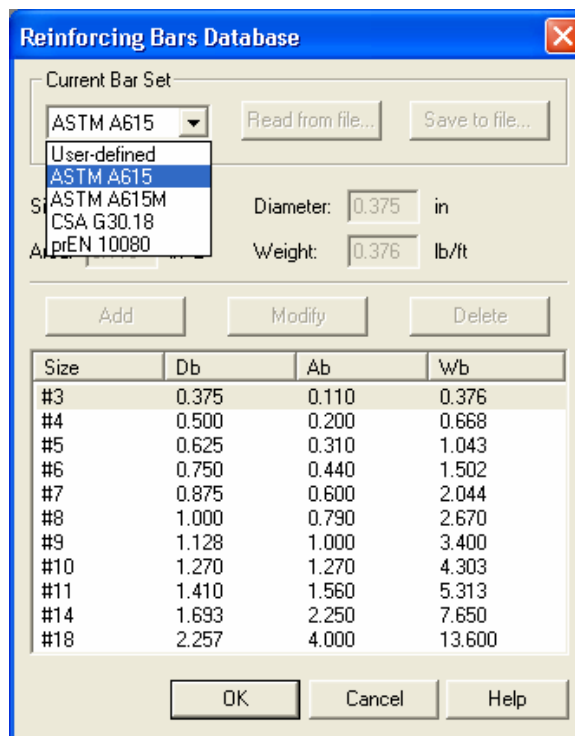 Reinforcing Bars Database
Current Bar Set
ASTM A615 Read from file... Save to file...
User-defined
ASTM A615
ASTM A615M
CSA G30.18
prEN 10080
Diameter: 0.375 in
Weight: 0.376 lb/ft
Add Modify Delete
Size Db Ab Wb
#3 0.375 0.110 0.376
#4 0.500 0.200 0.668
#5 0.625 0.310 1.043
#6 0.750 0.440 1.502
#7 0.875 0.600 2.044
#8 1.000 0.790 2.670
#9 1.128 1.000 3.400
#10 1.270 1.270 4.303
#11 1.410 1.560 5.313
#14 1.693 2.250 7.650
#18 2.257 4.000 13.600
OK Cancel Help